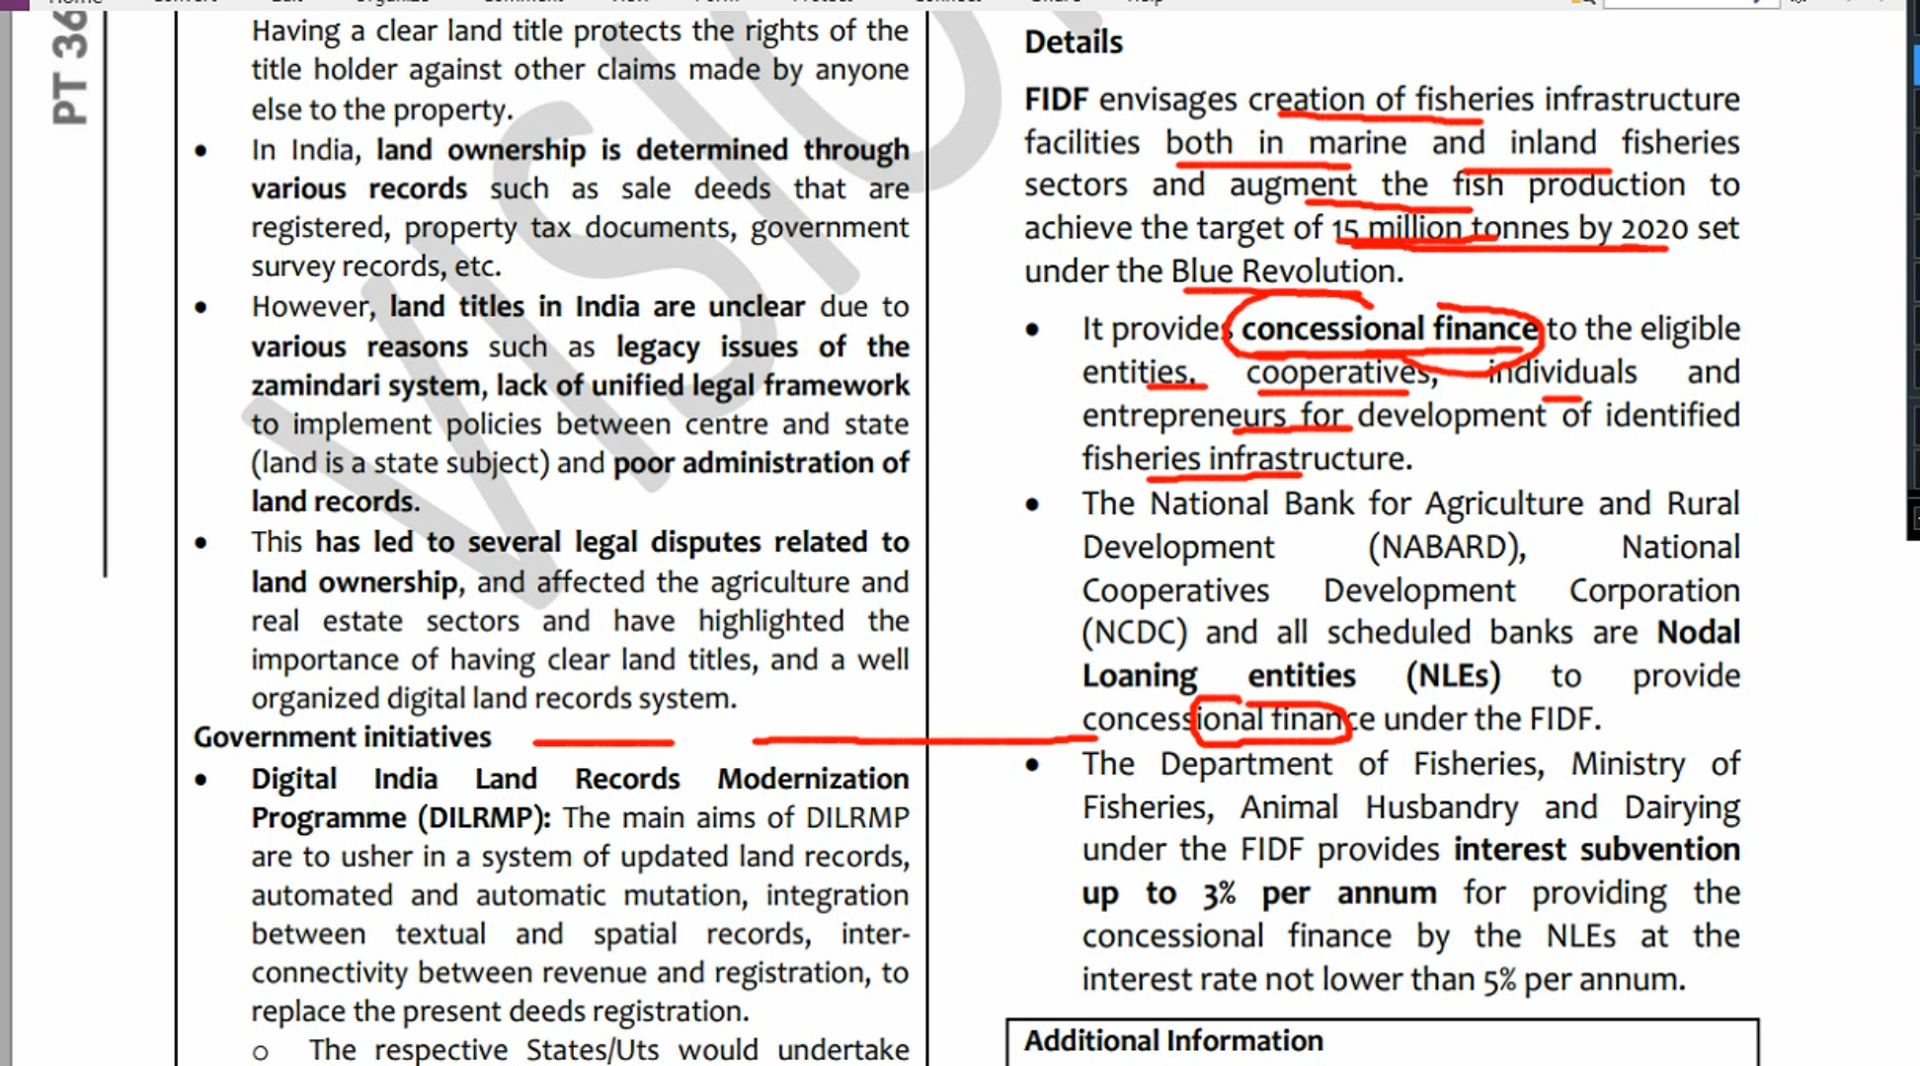 PT 36
Having a clear land title protects the rights of the
title holder against other claims made by anyone
else to the property.
• In India, land ownership is determined through
various records such as sale deeds that are
registered, property tax documents, government
survey records, etc.
• However, land titles in India are unclear due to
various reasons such as legacy issues of the
zamindari system, lack of unified legal framework
to implement policies between centre and state
(land is a state subject) and poor administration of
land records.
• This has led to several legal disputes related to
land ownership, and affected the agriculture and
real estate sectors and have highlighted the
importance of having clear land titles, and a well
organized digital land records system.
Government initiatives
• Digital India Land Records Modernization
Programme (DILRMP): The main aims of DILRMP
are to usher in a system of updated land records,
automated and automatic mutation, integration
between textual and spatial records, inter-
connectivity between revenue and registration, to
replace the present deeds registration.
o The respective States/Uts would undertake
Details
FIDF envisages creation of fisheries infrastructure
facilities both in marine and inland fisheries
sectors and augment the fish production to
achieve the target of 15 million tonnes by 2020 set
under the Blue Revolution.
• It provides concessional finance to the eligible
entities, cooperatives, individuals and
entrepreneurs for development of identified
fisheries infrastructure.
• The National Bank for Agriculture and Rural
Development (NABARD), National
Cooperatives Development Corporation
(NCDC) and all scheduled banks are Nodal
Loaning entities (NLEs) to provide
concessional finance under the FIDF.
• The Department of Fisheries, Ministry of
Fisheries, Animal Husbandry and Dairying
under the FIDF provides interest subvention
up to 3% per annum for providing the
concessional finance by the NLEs at the
interest rate not lower than 5% per annum.
Additional Information